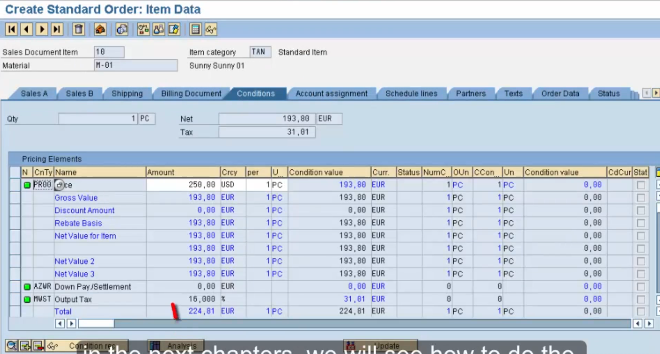 Create Standard Order: Item Data
Sales Document Item 10 Item category TAN Standard Item
Material M-01 Sunny Sunny 01
Sales A Sales B Shipping Billing Document Conditions Account assignment Schedule lines Partners Texts Order Data Status
Qty 1 PC Net 193,80 EUR
Tax 31,01
Pricing Elements
N CnTy Name Amount Crcy per U_ Condition value Curr. Status NumC_ OUn CCon_ Un Condition value CdCur Stat
PR00 ce 250,00 USD 1 PC 193,80 EUR 1 PC 1 PC 0,00
Gross Value 193,80 EUR 1 PC 193,80 EUR 1 PC 1 PC 0,00
Discount Amount 0,00 EUR 1 PC 0,00 EUR 1 PC 1 PC 0,00
Rebate Basis 193,80 EUR 1 PC 193,80 EUR 1 PC 1 PC 0,00
Net Value for Item 193,80 EUR 1 PC 193,80 EUR 1 PC 1 PC 0,00
193,80 EUR 1 PC 193,80 EUR 1 PC 1 PC 0,00
Net Value 2 193,80 EUR 1 PC 193,80 EUR 1 PC 1 PC 0,00
Net Value 3 193,80 EUR 1 PC 193,80 EUR 1 PC 1 PC 0,00
AZWR Down Pay./Settlement 0,00 EUR 0,00 EUR 0 0 0,00
MWST Output Tax 16,000 % 31,01 EUR 0 0 0,00
Total 224,81 EUR 1 PC 224,81 EUR 1 PC 1 PC 0,00
Condition rec. Analysis Update
in the next chapters, we will see how to do the